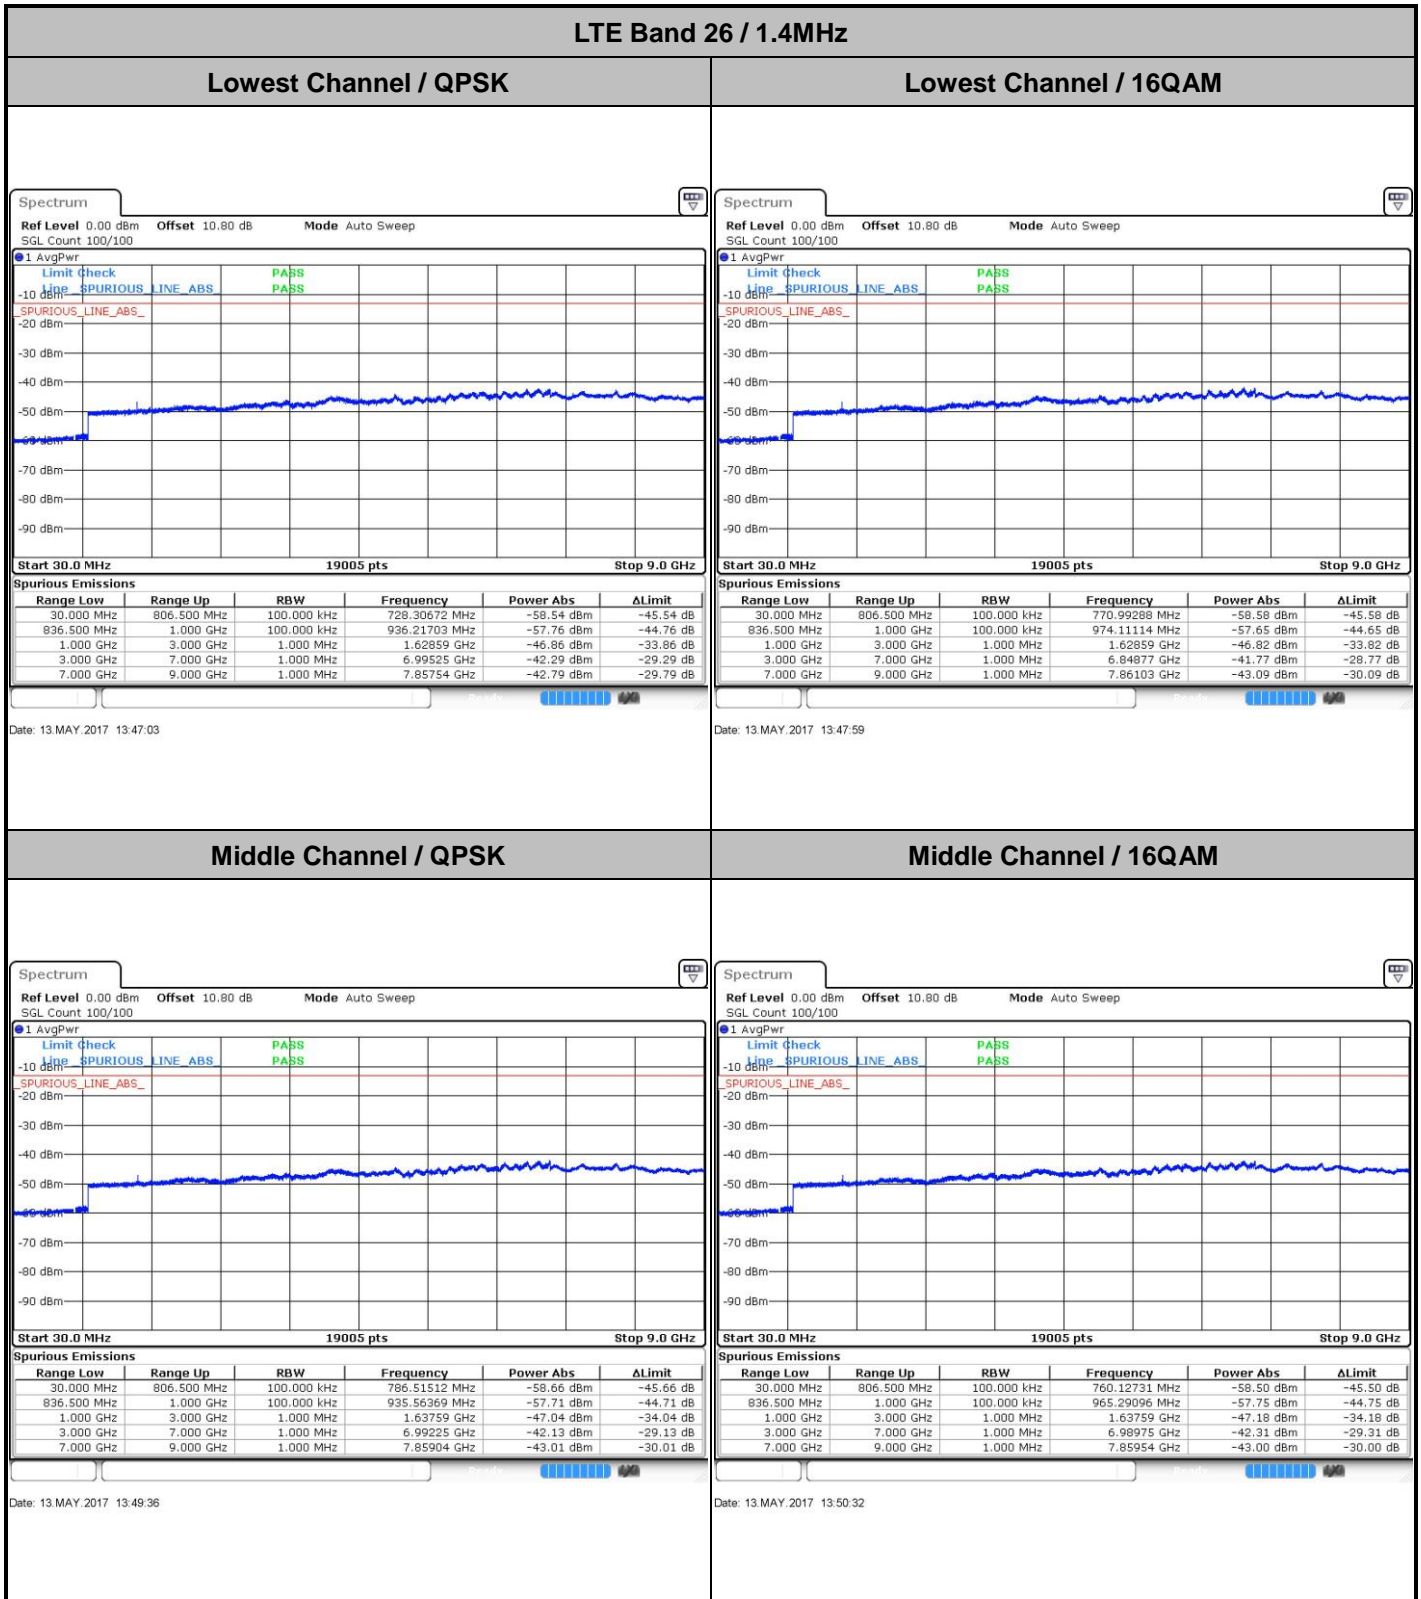 LTE Band 26 / 1.4MHz
Lowest Channel / QPSK
Lowest Channel / 16QAM
Spectrum
Ref Level 0.00 dBm Offset 10.80 dB Mode Auto Sweep
SGL Count 100/100
1 AvgPwr
Limit Check PASS
Line _SPURIOUS_LINE_ABS_ PASS
-10 dBm
_SPURIOUS_LINE_ABS_
-20 dBm
-30 dBm
-40 dBm
-50 dBm
-60 dBm
-70 dBm
-80 dBm
-90 dBm
Start 30.0 MHz 19005 pts Stop 9.0 GHz
Spurious Emissions
Range Low Range Up RBW Frequency Power Abs ΔLimit
30.000 MHz 806.500 MHz 100.000 kHz 728.30672 MHz -58.54 dBm -45.54 dB
836.500 MHz 1.000 GHz 100.000 kHz 936.21703 MHz -57.76 dBm -44.76 dB
1.000 GHz 3.000 GHz 1.000 MHz 1.62859 GHz -46.86 dBm -33.86 dB
3.000 GHz 7.000 GHz 1.000 MHz 6.99525 GHz -42.29 dBm -29.29 dB
7.000 GHz 9.000 GHz 1.000 MHz 7.85754 GHz -42.79 dBm -29.79 dB
Date: 13.MAY.2017 13:47:03
Spectrum
Ref Level 0.00 dBm Offset 10.80 dB Mode Auto Sweep
SGL Count 100/100
1 AvgPwr
Limit Check PASS
Line _SPURIOUS_LINE_ABS_ PASS
-10 dBm
_SPURIOUS_LINE_ABS_
-20 dBm
-30 dBm
-40 dBm
-50 dBm
-60 dBm
-70 dBm
-80 dBm
-90 dBm
Start 30.0 MHz 19005 pts Stop 9.0 GHz
Spurious Emissions
Range Low Range Up RBW Frequency Power Abs ΔLimit
30.000 MHz 806.500 MHz 100.000 kHz 770.99288 MHz -58.58 dBm -45.58 dB
836.500 MHz 1.000 GHz 100.000 kHz 974.11114 MHz -57.65 dBm -44.65 dB
1.000 GHz 3.000 GHz 1.000 MHz 1.62859 GHz -46.82 dBm -33.82 dB
3.000 GHz 7.000 GHz 1.000 MHz 6.84877 GHz -41.77 dBm -28.77 dB
7.000 GHz 9.000 GHz 1.000 MHz 7.86103 GHz -43.09 dBm -30.09 dB
Date: 13.MAY.2017 13:47:59
Middle Channel / QPSK
Middle Channel / 16QAM
Spectrum
Ref Level 0.00 dBm Offset 10.80 dB Mode Auto Sweep
SGL Count 100/100
1 AvgPwr
Limit Check PASS
Line _SPURIOUS_LINE_ABS_ PASS
-10 dBm
_SPURIOUS_LINE_ABS_
-20 dBm
-30 dBm
-40 dBm
-50 dBm
-60 dBm
-70 dBm
-80 dBm
-90 dBm
Start 30.0 MHz 19005 pts Stop 9.0 GHz
Spurious Emissions
Range Low Range Up RBW Frequency Power Abs ΔLimit
30.000 MHz 806.500 MHz 100.000 kHz 786.51512 MHz -58.66 dBm -45.66 dB
836.500 MHz 1.000 GHz 100.000 kHz 935.56369 MHz -57.71 dBm -44.71 dB
1.000 GHz 3.000 GHz 1.000 MHz 1.63759 GHz -47.04 dBm -34.04 dB
3.000 GHz 7.000 GHz 1.000 MHz 6.99225 GHz -42.13 dBm -29.13 dB
7.000 GHz 9.000 GHz 1.000 MHz 7.85904 GHz -43.01 dBm -30.01 dB
Date: 13.MAY.2017 13:49:36
Spectrum
Ref Level 0.00 dBm Offset 10.80 dB Mode Auto Sweep
SGL Count 100/100
1 AvgPwr
Limit Check PASS
Line _SPURIOUS_LINE_ABS_ PASS
-10 dBm
_SPURIOUS_LINE_ABS_
-20 dBm
-30 dBm
-40 dBm
-50 dBm
-60 dBm
-70 dBm
-80 dBm
-90 dBm
Start 30.0 MHz 19005 pts Stop 9.0 GHz
Spurious Emissions
Range Low Range Up RBW Frequency Power Abs ΔLimit
30.000 MHz 806.500 MHz 100.000 kHz 760.12731 MHz -58.50 dBm -45.50 dB
836.500 MHz 1.000 GHz 100.000 kHz 965.29096 MHz -57.75 dBm -44.75 dB
1.000 GHz 3.000 GHz 1.000 MHz 1.63759 GHz -47.18 dBm -34.18 dB
3.000 GHz 7.000 GHz 1.000 MHz 6.98975 GHz -42.31 dBm -29.31 dB
7.000 GHz 9.000 GHz 1.000 MHz 7.85954 GHz -43.00 dBm -30.00 dB
Date: 13.MAY.2017 13:50:32